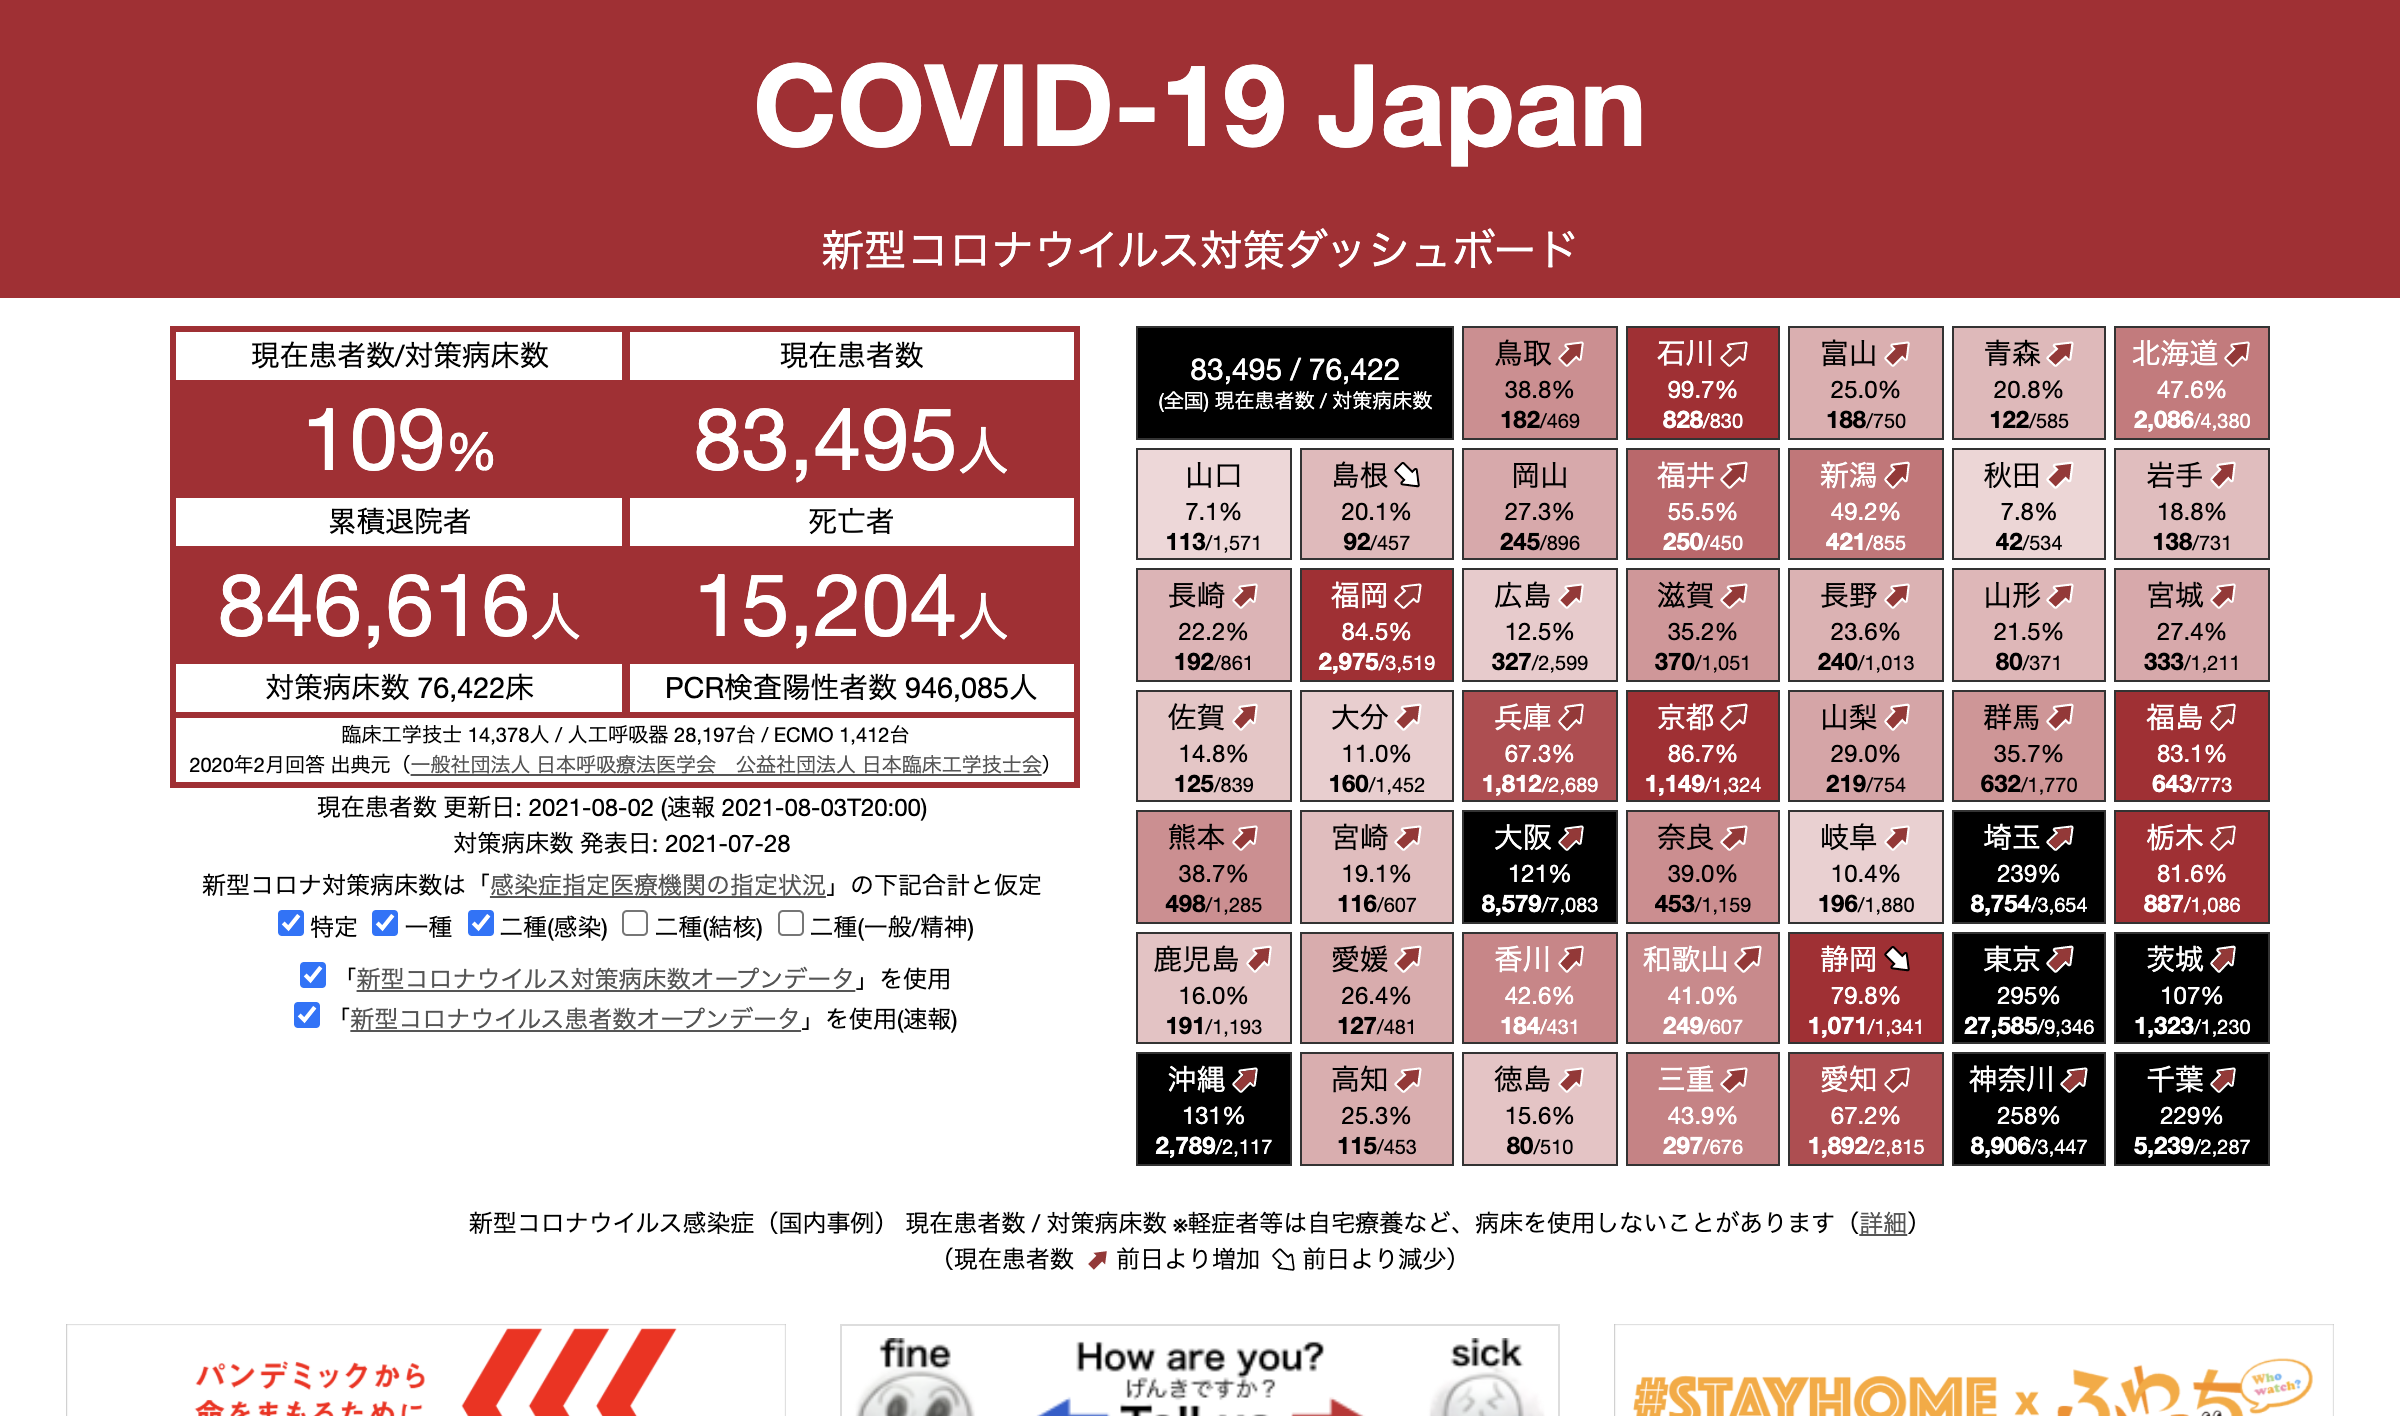 COVID-19 Japan
新型コロナウイルス対策ダッシュボード
現在患者数/対策病床数
現在患者数
109%
83,495人
累積退院者
死亡者
846,616人
15,204人
対策病床数 76,422床
PCR検査陽性者数 946,085人
臨床工学技士 14,378人 / 人工呼吸器 28,197台 / ECMO 1,412台
2020年2月回答 出典元（一般社団法人 日本呼吸療法医学会　公益社団法人 日本臨床工学技士会）
現在患者数 更新日: 2021-08-02 (速報 2021-08-03T20:00)
対策病床数 発表日: 2021-07-28
新型コロナ対策病床数は「感染症指定医療機関の指定状況」の下記合計と仮定
特定 一種 二種(感染) 二種(結核) 二種(一般/精神)
「新型コロナウイルス対策病床数オープンデータ」を使用
「新型コロナウイルス患者数オープンデータ」を使用(速報)
83,495 / 76,422
(全国) 現在患者数 / 対策病床数
鳥取
38.8%
182/469
石川
99.7%
828/830
富山
25.0%
188/750
青森
20.8%
122/585
北海道
47.6%
2,086/4,380
山口
7.1%
113/1,571
島根
20.1%
92/457
岡山
27.3%
245/896
福井
55.5%
250/450
新潟
49.2%
421/855
秋田
7.8%
42/534
岩手
18.8%
138/731
長崎
22.2%
192/861
福岡
84.5%
2,975/3,519
広島
12.5%
327/2,599
滋賀
35.2%
370/1,051
長野
23.6%
240/1,013
山形
21.5%
80/371
宮城
27.4%
333/1,211
佐賀
14.8%
125/839
大分
11.0%
160/1,452
兵庫
67.3%
1,812/2,689
京都
86.7%
1,149/1,324
山梨
29.0%
219/754
群馬
35.7%
632/1,770
福島
83.1%
643/773
熊本
38.7%
498/1,285
宮崎
19.1%
116/607
大阪
121%
8,579/7,083
奈良
39.0%
453/1,159
岐阜
10.4%
196/1,880
埼玉
239%
8,754/3,654
栃木
81.6%
887/1,086
鹿児島
16.0%
191/1,193
愛媛
26.4%
127/481
香川
42.6%
184/431
和歌山
41.0%
249/607
静岡
79.8%
1,071/1,341
東京
295%
27,585/9,346
茨城
107%
1,323/1,230
沖縄
131%
2,789/2,117
高知
25.3%
115/453
徳島
15.6%
80/510
三重
43.9%
297/676
愛知
67.2%
1,892/2,815
神奈川
258%
8,906/3,447
千葉
229%
5,239/2,287
新型コロナウイルス感染症（国内事例） 現在患者数 / 対策病床数 ※軽症者等は自宅療養など、病床を使用しないことがあります（詳細）
（現在患者数 前日より増加 前日より減少）
パンデミックから
命をまもるために
fine
How are you?
sick
げんきですか？
Tell us
#STAYHOME x ふわっち
Who watch?